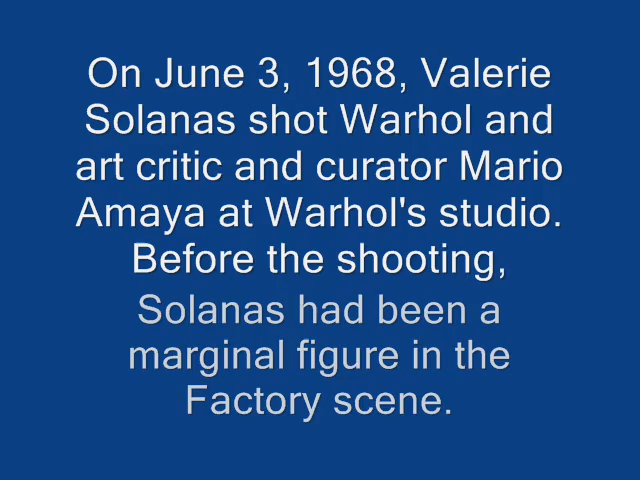 On June 3, 1968, Valerie
Solanas shot Warhol and
art critic and curator Mario
Amaya at Warhol's studio.
Before the shooting,
Solanas had been a
marginal figure in the
Factory scene.